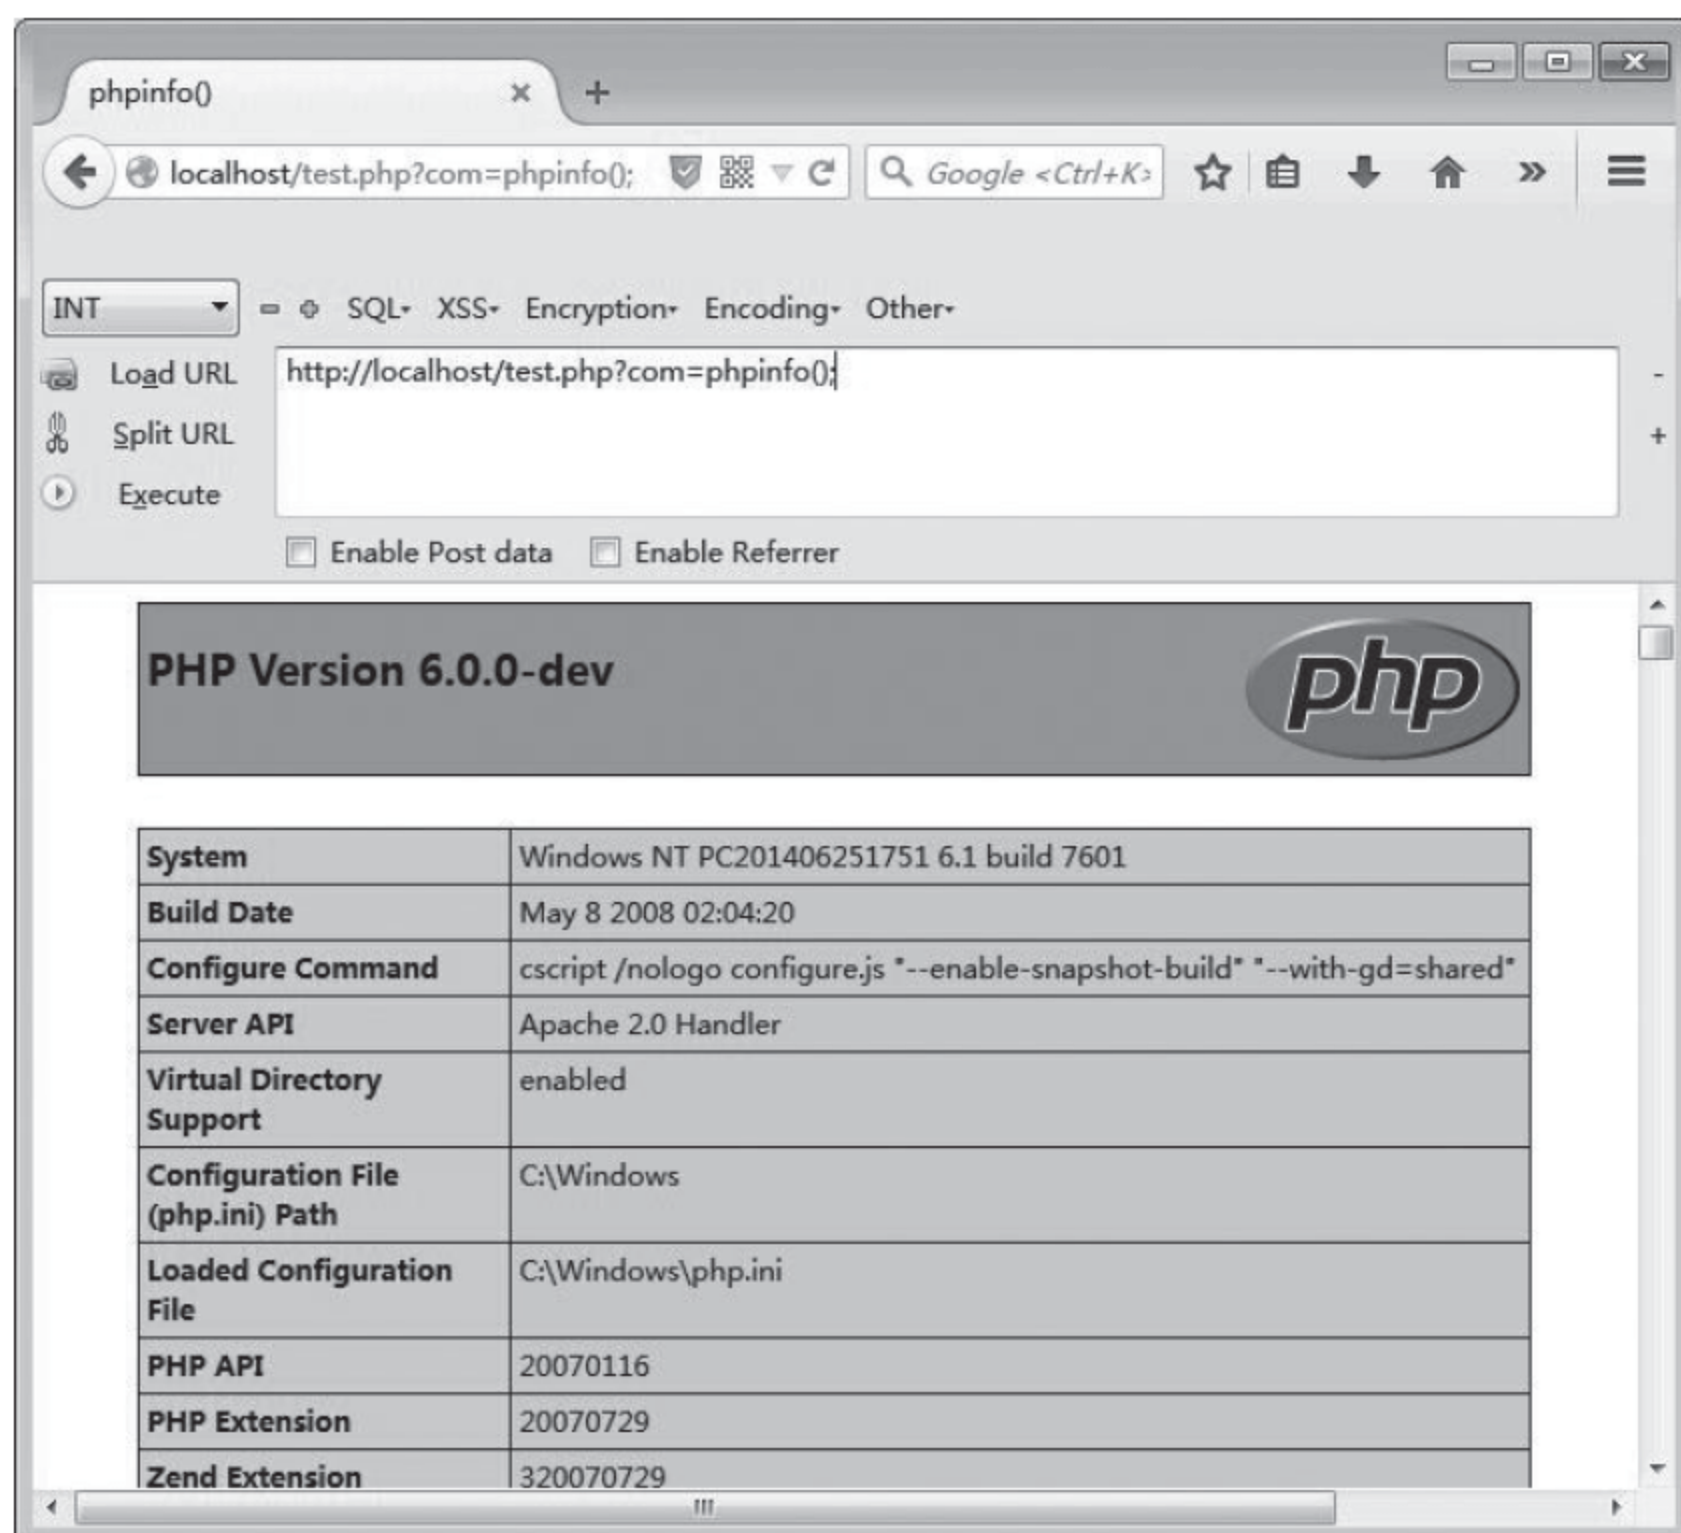 phpinfo()
localhost/test.php?com=phpinfo();
Google <Ctrl+K>
INT
SQL XSS Encryption Encoding Other
Load URL
http://localhost/test.php?com=phpinfo();
Split URL
Execute
Enable Post data Enable Referrer
PHP Version 6.0.0-dev
php
System Windows NT PC201406251751 6.1 build 7601
Build Date May 8 2008 02:04:20
Configure Command cscript /nologo configure.js "--enable-snapshot-build" "--with-gd=shared"
Server API Apache 2.0 Handler
Virtual Directory enabled
Support
Configuration File C:\Windows
(php.ini) Path
Loaded Configuration C:\Windows\php.ini
File
PHP API 20070116
PHP Extension 20070729
Zend Extension 320070729